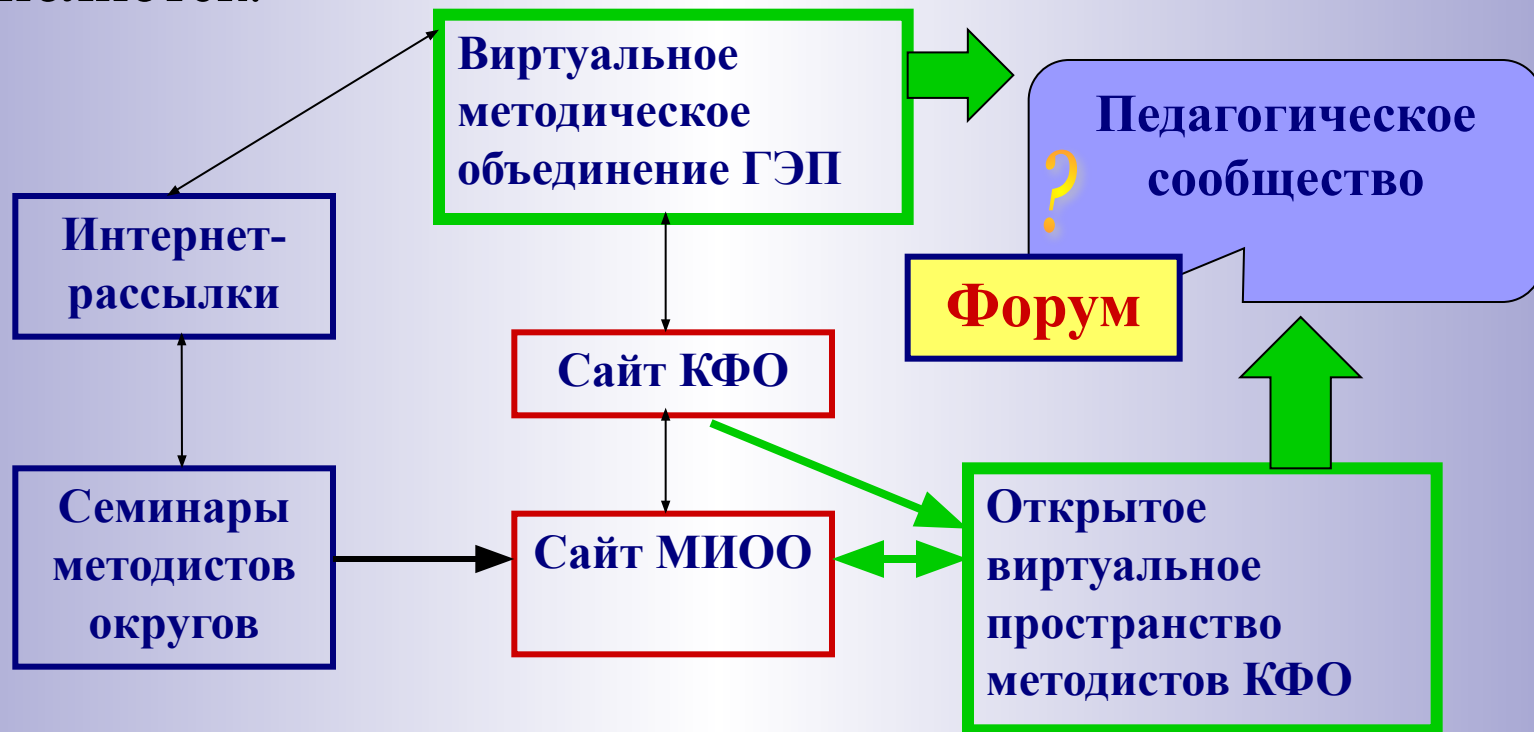 Виртуальное
методическое
объединение ГЭП
Педагогическое
сообщество
?
Интернет-
рассылки
Форум
Сайт КФО
Семинары
методистов
округов
Сайт МИОО
Открытое
виртуальное
пространство
методистов КФО